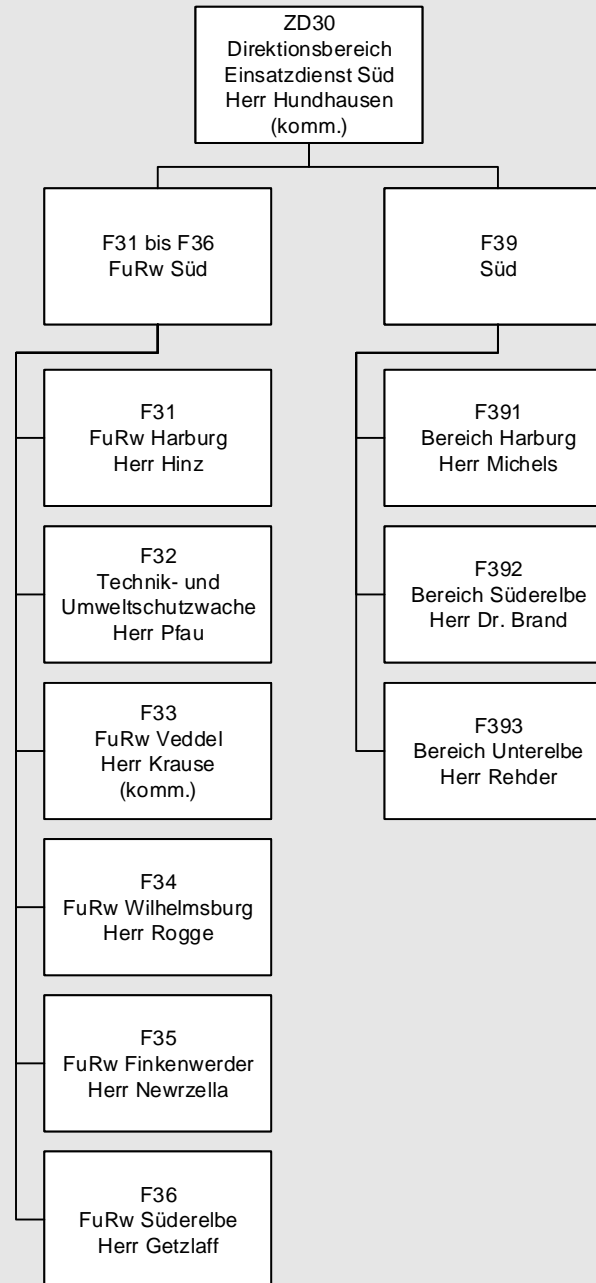 ZD30
Direktionsbereich
Einsatzdienst Süd
Herr Hundhausen
(komm.)
F31 bis F36
FuRw Süd
F31
FuRw Harburg
Herr Hinz
F32
Technik- und
Umweltschutzwache
Herr Pfau
F33
FuRw Veddel
Herr Krause
(komm.)
F34
FuRw Wilhelmsburg
Herr Rogge
F35
FuRw Finkenwerder
Herr Newrzella
F36
FuRw Süderelbe
Herr Getzlaff
F39
Süd
F391
Bereich Harburg
Herr Michels
F392
Bereich Süderelbe
Herr Dr. Brand
F393
Bereich Unterelbe
Herr Rehder